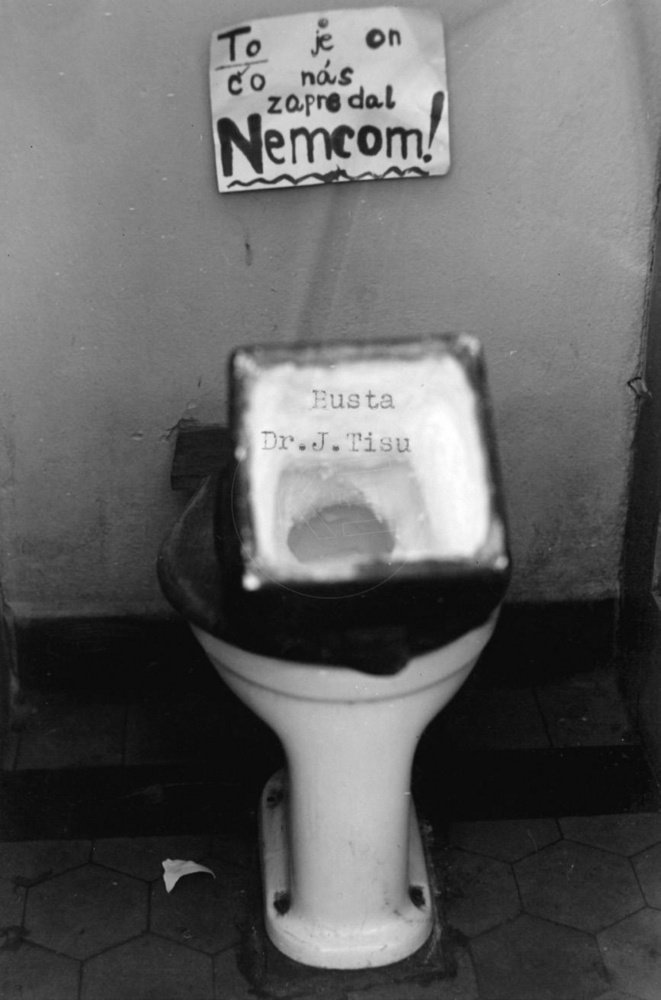 To je on
čo nás
zapredal
Nemcom!
Busta
Dr.J.Tisu